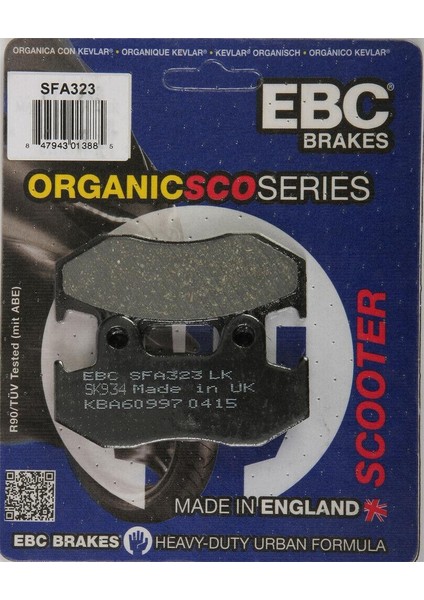 ORGANICA CON KEVLAR* - ORGANIQUE KEVLAR* - KEVLAR* ORGANISCH - ORGÂNICO KEVLAR*
SFA323
8 47943 01388 5
EBC
BRAKES
ORGANICSCOSERIES
R90/TÜV Tested (mit ABE)
EBC SFA323 LK
SK934 Made in UK
KBA60997 0415
SCOOTER
MADE IN ENGLAND
EBC BRAKES
HEAVY-DUTY URBAN FORMULA